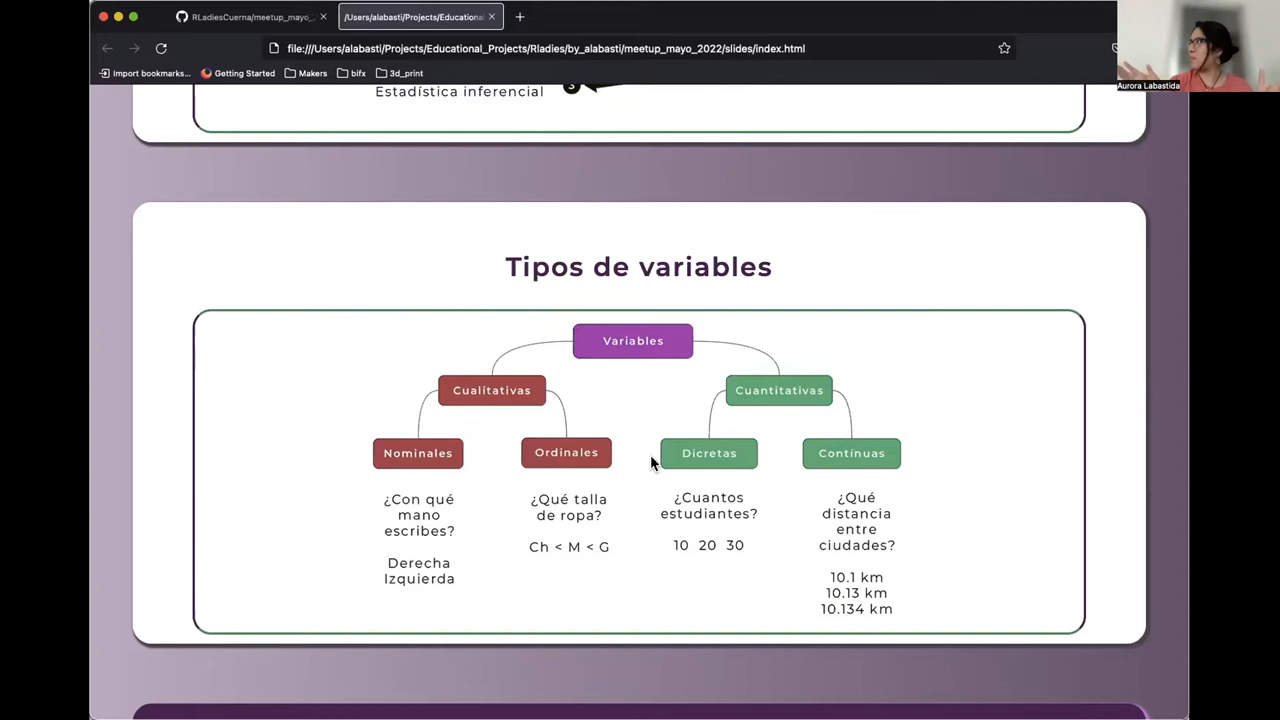 RLadiesCuerna/meetup_mayo_...
/Users/alabasti/Projects/Educational
file:///Users/alabasti/Projects/Educational_Projects/Rladies/by_alabasti/meetup_mayo_2022/slides/index.html
Import bookmarks...
Getting Started
Makers
bifx
3d_print
Aurora Labastida
Estadística inferencial
3
Tipos de variables
Variables
Cualitativas
Cuantitativas
Nominales
Ordinales
Dicretas
Contínuas
¿Con qué
mano
escribes?
Derecha
Izquierda
¿Qué talla
de ropa?
Ch < M < G
¿Cuantos
estudiantes?
10 20 30
¿Qué
distancia
entre
ciudades?
10.1 km
10.13 km
10.134 km